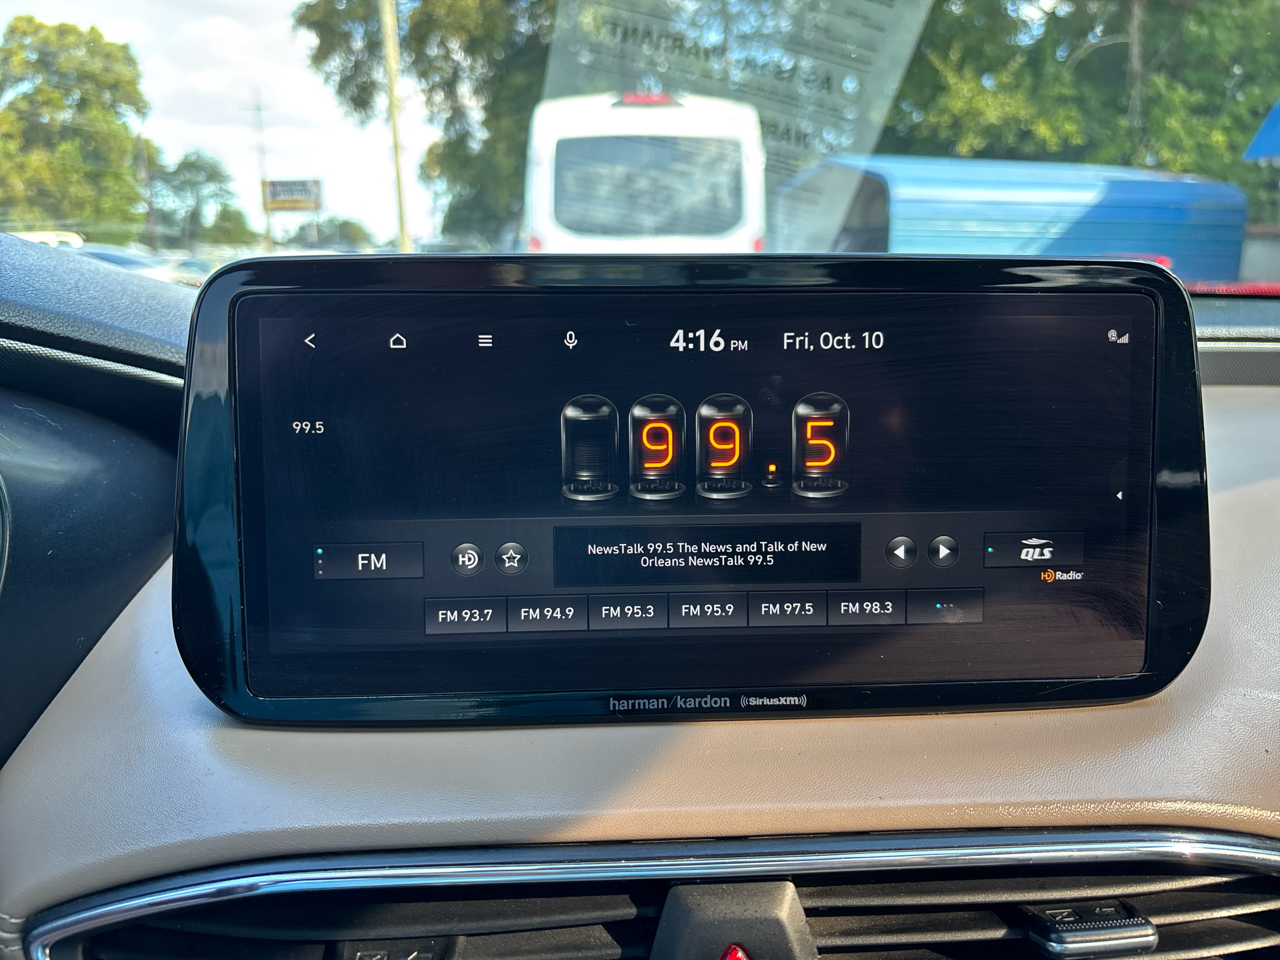 4:16 PM Fri, Oct. 10
99.5
99.5
FM
HD
NewsTalk 99.5 The News and Talk of New
Orleans NewsTalk 99.5
QLS
HD Radio
FM 93.7 FM 94.9 FM 95.3 FM 95.9 FM 97.5 FM 98.3
harman/kardon ((SiriusXM))